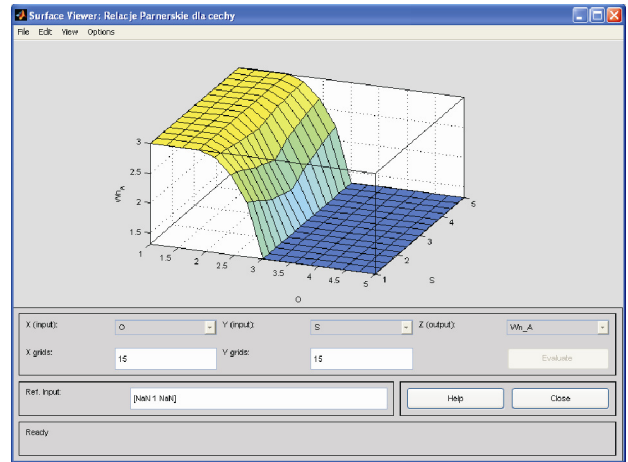 Surface Viewer: Relacje Parnerskie dla cechy
File Edit View Options
3
2.5
2
1.5
Wn_A
1 1.5 2 2.5 3 3.5 4 4.5 5
O
1 2 3 4 5
S
X (input): O Y (input): S Z (output): Wn_A
X grids: 15 Y grids: 15 Evaluate
Ref. Input: [NaN 1 NaN] Help Close
Ready